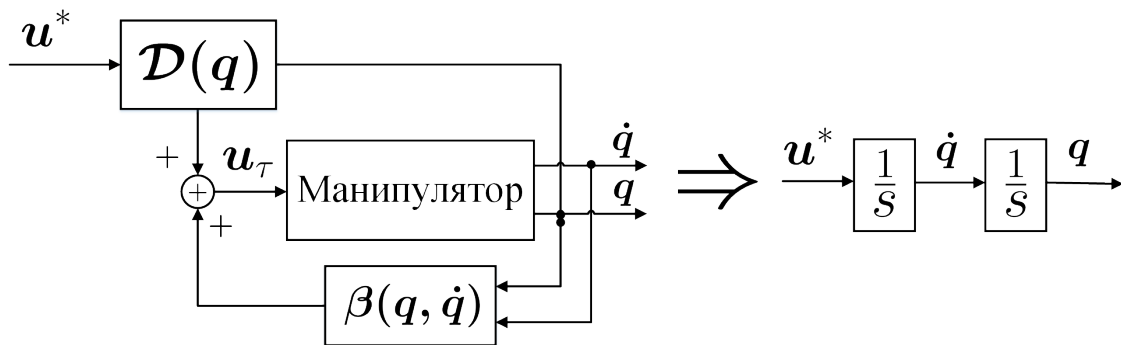 u*
D(q)
+
u_τ
+
Манипулятор
q̇
q
+
β(q, q̇)
⇒
u*
1/s
q̇
1/s
q